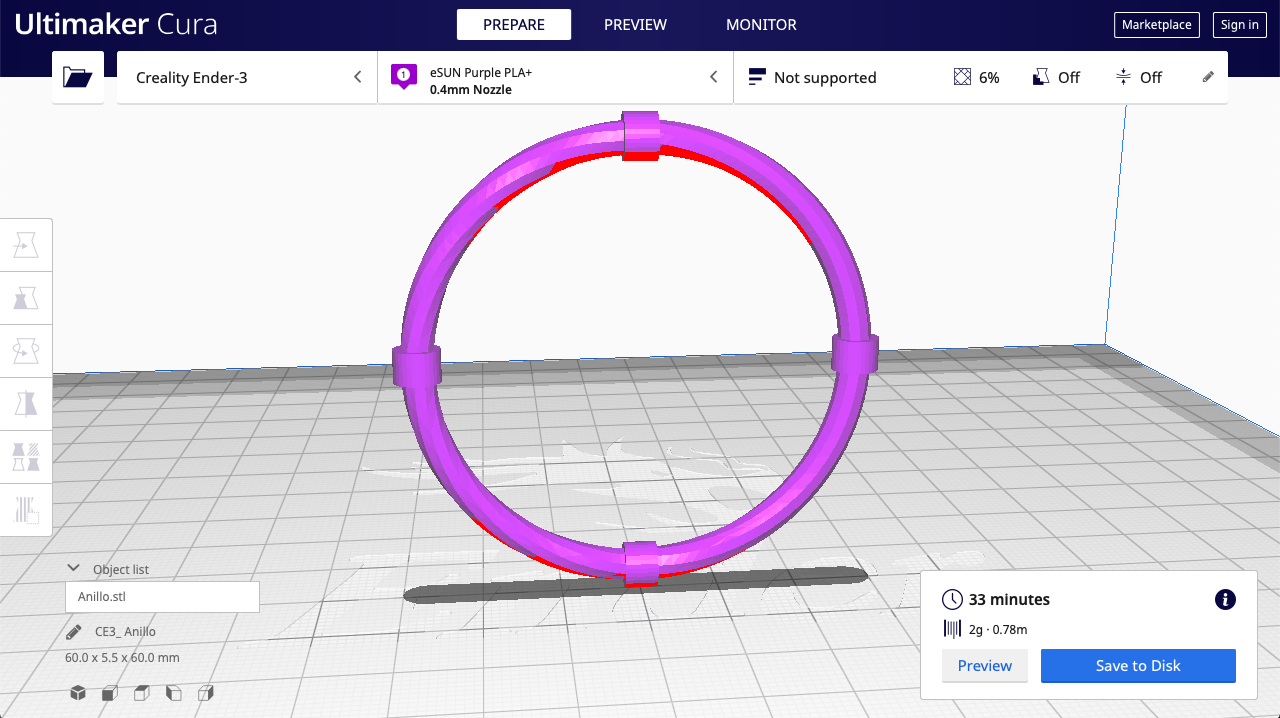 Ultimaker Cura
PREPARE
PREVIEW
MONITOR
Marketplace
Sign in
Creality Ender-3
1
eSUN Purple PLA+
0.4mm Nozzle
Not supported
6%
Off
Off
Object list
Anillo.stl
CE3_ Anillo
60.0 x 5.5 x 60.0 mm
33 minutes
2g · 0.78m
Preview
Save to Disk